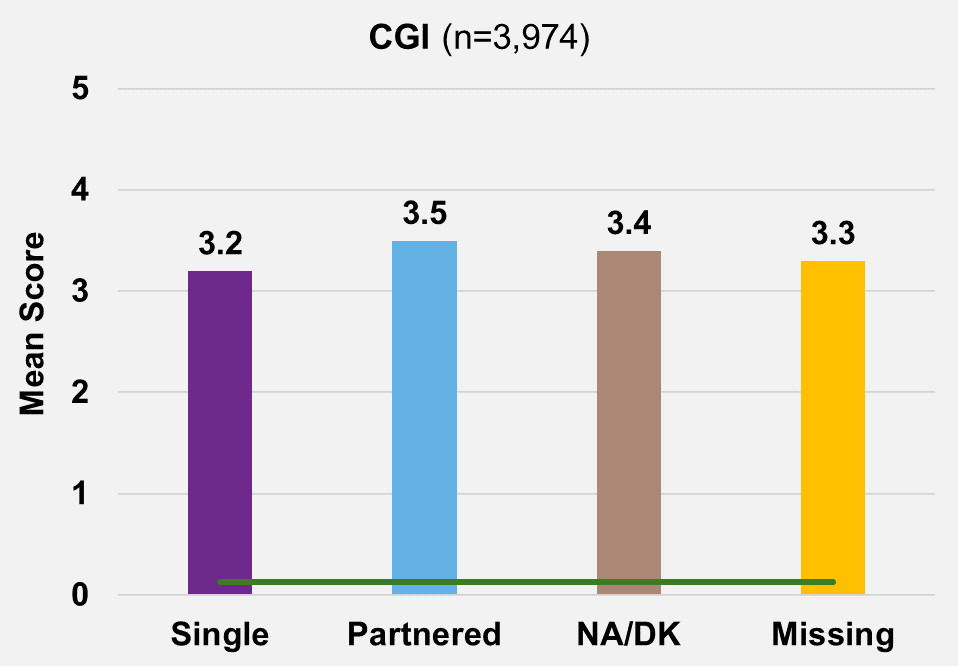 CGI (n=3,974)
5
4
3
2
1
0
Mean Score
3.2
3.5
3.4
3.3
Single
Partnered
NA/DK
Missing